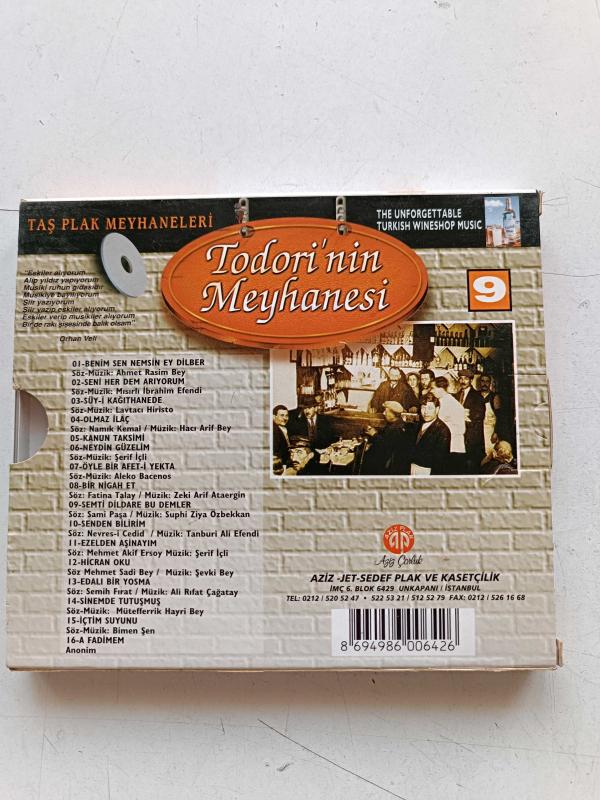 TAŞ PLAK MEYHANELERİ
THE UNFORGETTABLE
TURKISH WINESHOP MUSIC
Todori'nin
Meyhanesi
9
"Eskiler alıyorum
Alıp yıldız yapıyorum
Musiki ruhun gıdasıdır
Musikiye bayılıyorum
Şiir yazıyorum
Şiir yazıp eskiler alıyorum
Eskiler verip musikiler alıyorum
Bir de rakı şişesinde balık olsam"
Orhan Veli
01-BENİM SEN NEMSİN EY DİLBER
Söz-Müzik: Ahmet Rasim Bey
02-SENİ HER DEM ARIYORUM
Söz-Müzik: Mısırlı İbrahim Efendi
03-SÜY-İ KAĞITHANEDE
Söz-Müzik: Lavtacı Hiristo
04-OLMAZ İLAÇ
Söz: Namık Kemal / Müzik: Hacı Arif Bey
05-KANUN TAKSİMİ
06-NEYDİN GÜZELİM
Söz-Müzik: Şerif İçli
07-ÖYLE BİR AFET-İ YEKTA
Söz-Müzik: Aleko Bacenos
08-BİR NİGAH ET
Söz: Fatina Talay / Müzik: Zeki Arif Ataergin
09-SEMTİ DİLDARE BU DEMLER
Söz: Sami Paşa / Müzik: Suphi Ziya Özbekkan
10-SENDEN BİLİRİM
Söz: Nevres-i Cedid / Müzik: Tanburi Ali Efendi
11-EZELDEN AŞİNAYIM
Söz: Mehmet Akif Ersoy Müzik: Şerif İçli
12-HİCRAN OKU
Söz Mehmet Sadi Bey / Müzik: Şevki Bey
13-EDALI BİR YOSMA
Söz: Semih Fırat / Müzik: Ali Rıfat Çağatay
14-SİNEMDE TUTUŞMUŞ
Söz-Müzik: Mütefferrik Hayri Bey
15-İÇTİM SUYUNU
Söz-Müzik: Bimen Şen
16-A FADİMEM
Anonim
AZİZ PLAK
Aziz Çorluk
AZİZ -JET-SEDEF PLAK VE KASETÇİLİK
İMÇ 6. BLOK 6429 UNKAPANI / İSTANBUL
TEL: 0212 / 520 52 47 • 522 53 21 / 512 52 79 FAX: 0212 / 526 16 68
8 694986 006426